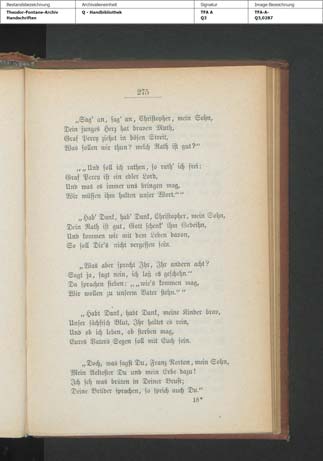 Bestandsbezeichnung Archivalieneinheit Signatur Image Bezeichnung
Theodor-Fontane-Archiv Q - Handbibliothek TFA A TFA-A-
Handschriften Q3 Q3,0287
275
„Sag' an, sag' an, Christopher, mein Sohn,
Dein junges Herz hat braven Muth,
Graf Percy ziehet in bösen Streit,
Was sollen wir thun? welch Rath ist gut?“
„„Und soll ich rathen, so rath' ich frei:
Graf Percy ist ein edler Lord,
Und was es immer uns bringen mag,
Wir müssen ihm halten unser Wort.““
„Hab' Dank, hab' Dank, Christopher, mein Sohn,
Dein Rath ist gut, Gott schenk' ihm Gedeihn,
Und kommen wir mit dem Leben davon,
So soll Dir's nicht vergessen sein.
„Was aber sprecht Ihr, Ihr andern acht?
Sagt ja, sagt nein, ich laß es geschehn.“
Da sprachen sieben: „„wie's kommen mag,
Wir wollen zu unserem Vater stehn.““
„Habt Dank, habt Dank, meine Kinder brav,
Unser sächsisch Blut, Ihr haltet es rein,
Und ob ich leben, ob sterben mag,
Eures Vaters Segen soll mit Euch sein.
„Doch, was sagst Du, Franz Norton, mein Sohn,
Mein Aeltester Du und mein Erbe dazu!
Ich seh was brüten in Deiner Brust;
Deine Brüder sprachen, so sprich auch Du.“
18*